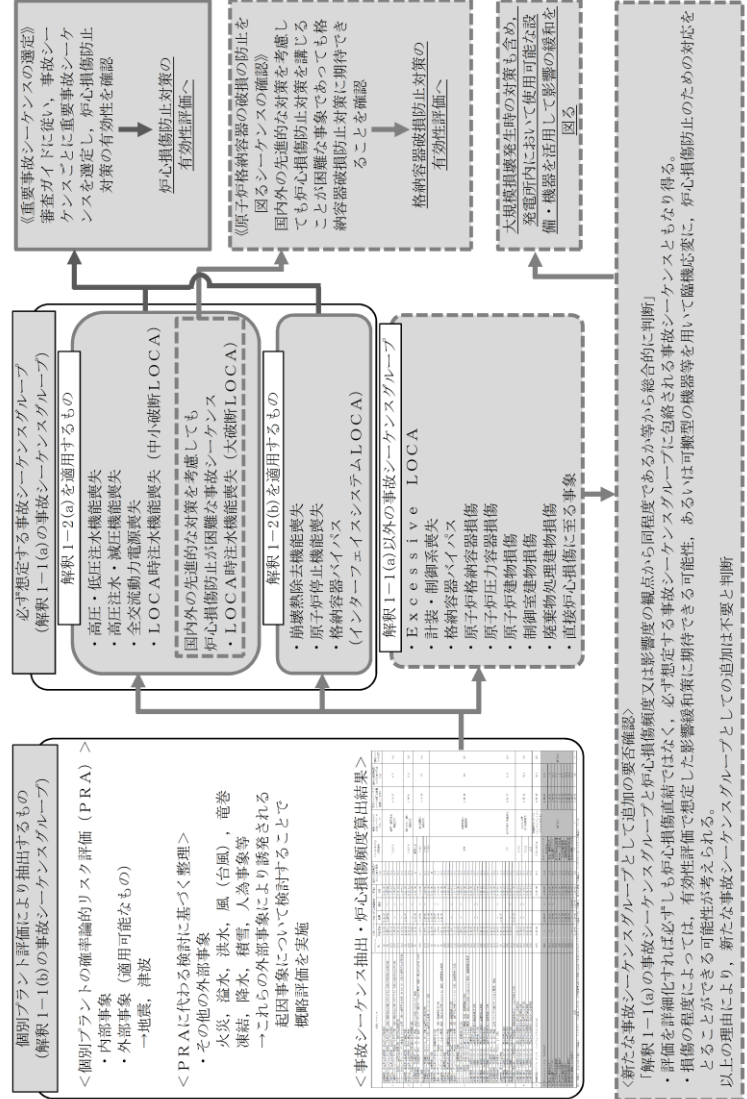 個別プラント評価により抽出するもの
(解釈1-1(b)の事故シーケンスグループ)
＜個別プラントの確率論的リスク評価（PRA）＞
・内部事象
・外部事象（適用可能なもの）
→地震、津波
＜PRAに代わる検討に基づく整理＞
・その他の外部事象
火災，溢水，洪水，風（台風），竜巻
凍結，降水，積雪，人為事象等
→これらの外部事象により誘発される
起因事象について検討することで
概略評価を実施
＜事故シーケンス抽出・炉心損傷頻度算出結果＞
必ず想定する事故シーケンスグループ
(解釈1-1(a)の事故シーケンスグループ)
解釈1-2(a)を適用するもの
・高圧・低圧注水機能喪失
・高圧注水・減圧機能喪失
・全交流動力電源喪失
・LOCA時注水機能喪失（中小破断LOCA）
国内外の先進的な対策を考慮しても
炉心損傷防止が困難な事故シーケンス
・LOCA時注水機能喪失（大破断LOCA）
解釈1-2(b)を適用するもの
・崩壊熱除去機能喪失
・原子炉停止機能喪失
・格納容器バイパス
(インターフェイスシステムLOCA)
解釈1-1(a)以外の事故シーケンスグループ
・Excessive LOCA
・計装・制御系喪失
・格納容器バイパス
・原子炉格納容器損傷
・原子炉圧力容器損傷
・原子炉建物損傷
・制御室建物損傷
・廃棄物処理建物損傷
・直接炉心損傷に至る事象
《重要事故シーケンスの選定》
審査ガイドに従い，事故シー
ケンスごとに重要事故シーケ
ンスを選定し，炉心損傷防止
対策の有効性を確認
炉心損傷防止対策の
有効性評価へ
《原子炉格納容器の破損の防止を
図るシーケンスの確認》
国内外の先進的な対策を考慮し
ても炉心損傷防止対策を講じる
ことが困難な事象であっても格
納容器破損防止対策に期待でき
ることを確認
格納容器破損防止対策の
有効性評価へ
大規模損壊発生時の対策も含め，
発電所内において使用可能な設
備・機器を活用して影響の緩和を
図る
＜新たな事故シーケンスグループとして追加の要否確認＞
「解釈1-1(a)の事故シーケンスグループと炉心損傷頻度又は影響度の観点から同程度であるか等から総合的に判断」
・評価を詳細化すれば必ずしも炉心損傷直結ではなく，必ず想定する事故シーケンスグループに包絡される事故シーケンスともなり得る。
・損傷の程度によっては，有効性評価で想定した影響緩和策に期待できる可能性，あるいは可搬型の機器等を用いて臨機応変に，炉心損傷防止のための対応を
とることができる可能性が考えられる。
以上の理由により，新たな事故シーケンスグループとしての追加は不要と判断